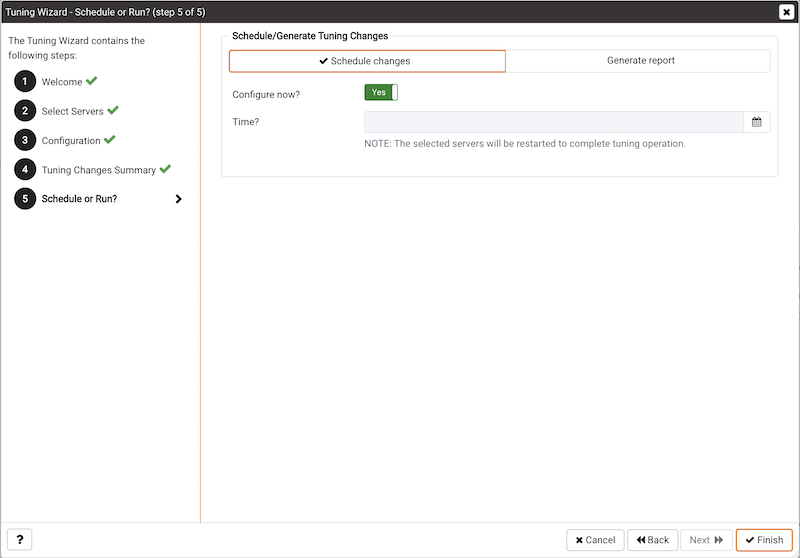 Tuning Wizard - Schedule or Run? (step 5 of 5)
The Tuning Wizard contains the
following steps:
1 Welcome
2 Select Servers
3 Configuration
4 Tuning Changes Summary
5 Schedule or Run?
Schedule/Generate Tuning Changes
Schedule changes
Generate report
Configure now? Yes
Time?
NOTE: The selected servers will be restarted to complete tuning operation.
? Cancel Back Next Finish